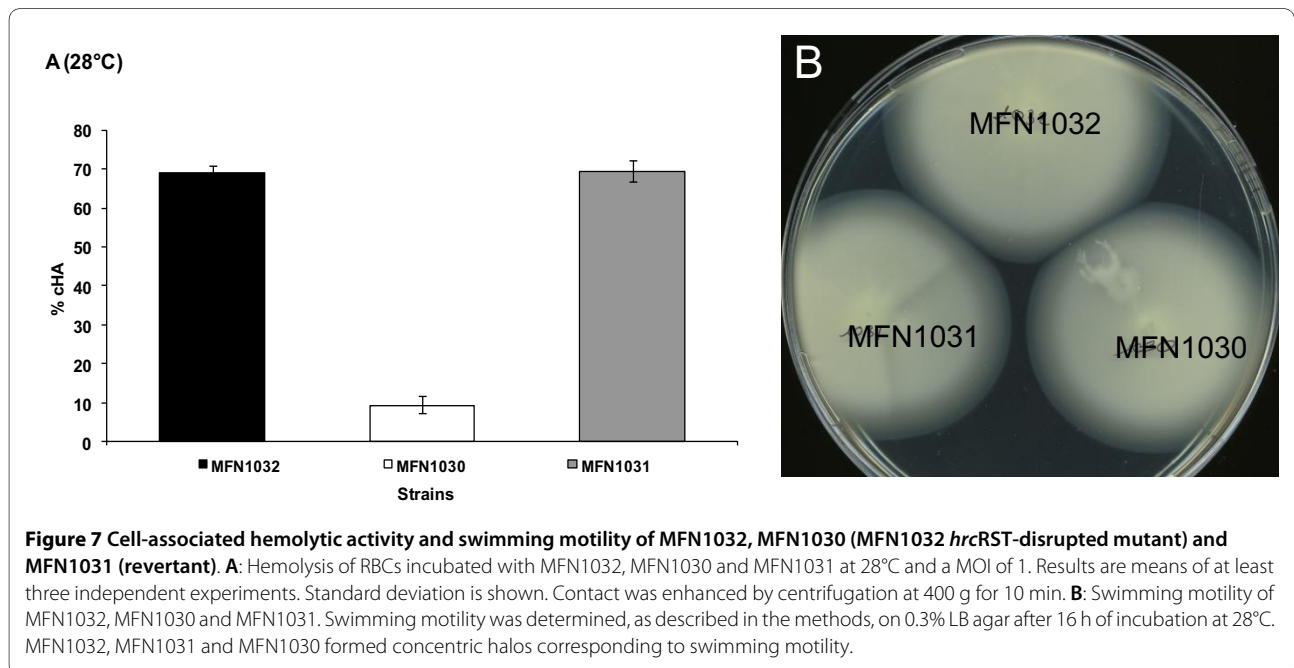 A (28°C)
80
70
60
50
40
30
20
10
0
% cHA
MFN1032
MFN1030
MFN1031
Strains
B
MFN1032
MFN1031
MFN1030
Figure 7 Cell-associated hemolytic activity and swimming motility of MFN1032, MFN1030 (MFN1032 hrcRST-disrupted mutant) and
MFN1031 (revertant). A: Hemolysis of RBCs incubated with MFN1032, MFN1030 and MFN1031 at 28°C and a MOI of 1. Results are means of at least
three independent experiments. Standard deviation is shown. Contact was enhanced by centrifugation at 400 g for 10 min. B: Swimming motility of
MFN1032, MFN1030 and MFN1031. Swimming motility was determined, as described in the methods, on 0.3% LB agar after 16 h of incubation at 28°C.
MFN1032, MFN1031 and MFN1030 formed concentric halos corresponding to swimming motility.